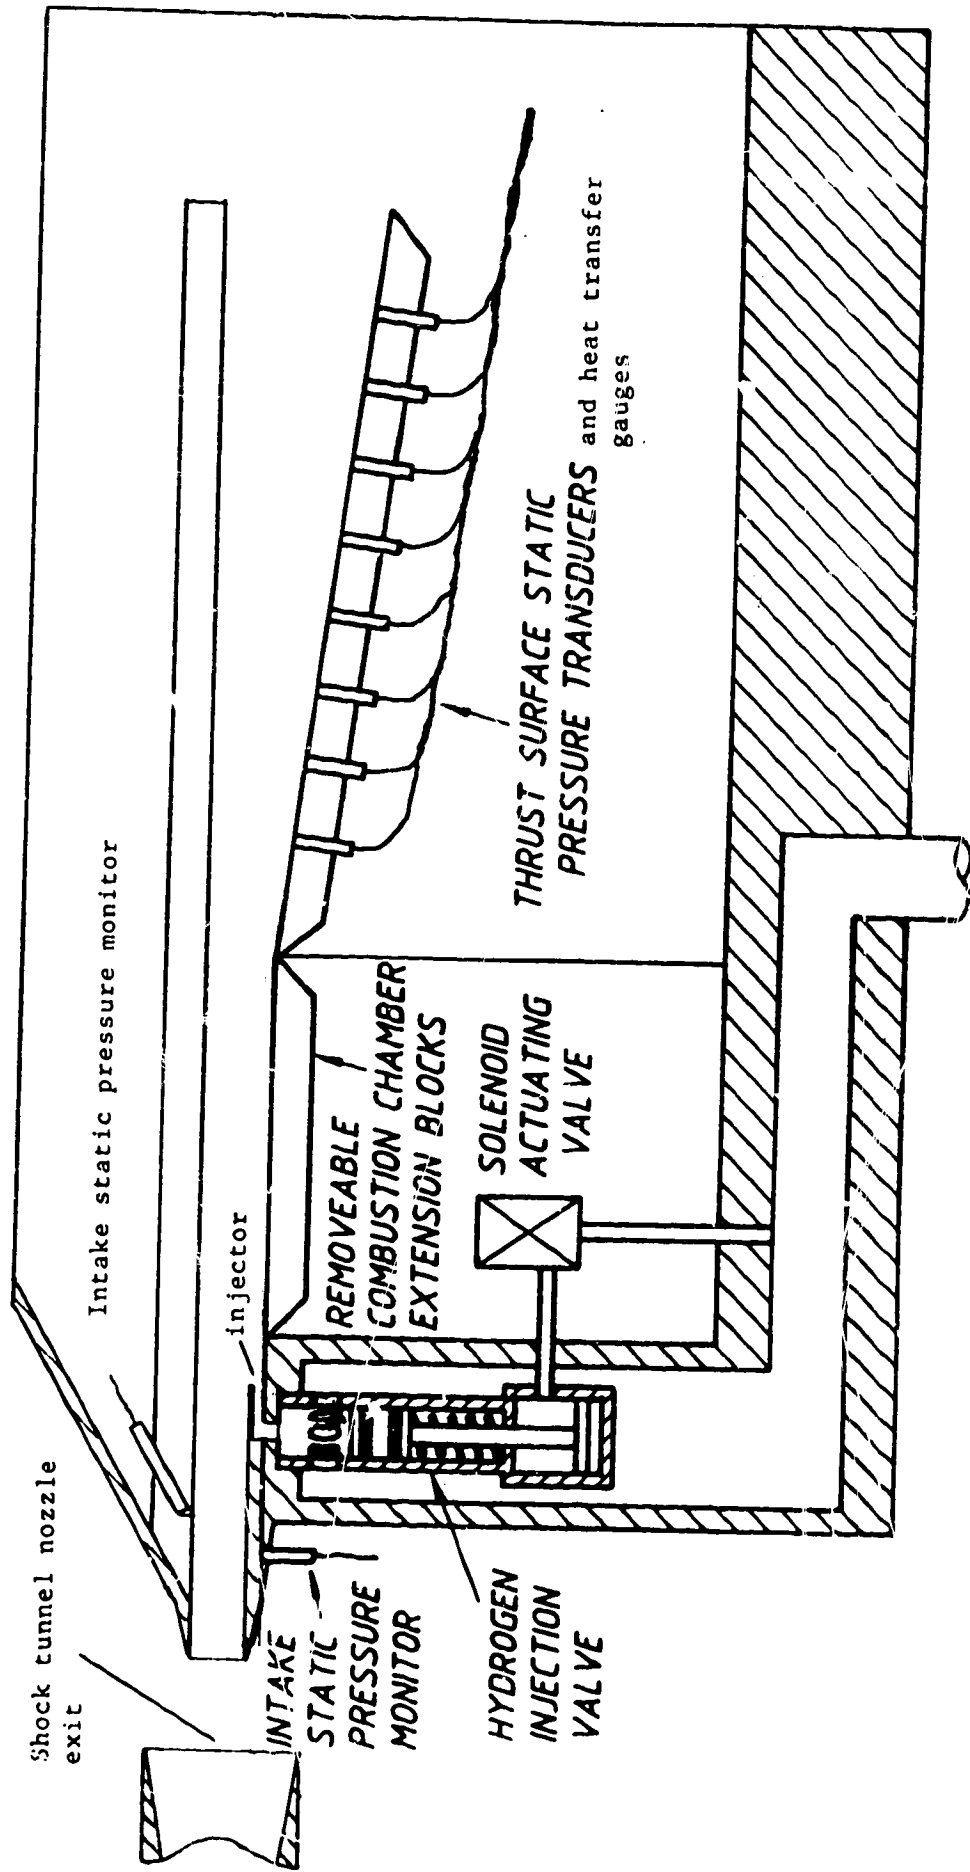 Shock tunnel nozzle
exit
Intake static pressure monitor
injector
INTAKE
STATIC
PRESSURE
MONITOR
HYDROGEN
INJECTION
VALVE
REMOVEABLE
COMBUSTION CHAMBER
EXTENSION BLOCKS
SOLENOID
ACTUATING
VALVE
THRUST SURFACE STATIC
PRESSURE TRANSDUCERS and heat transfer
gauges